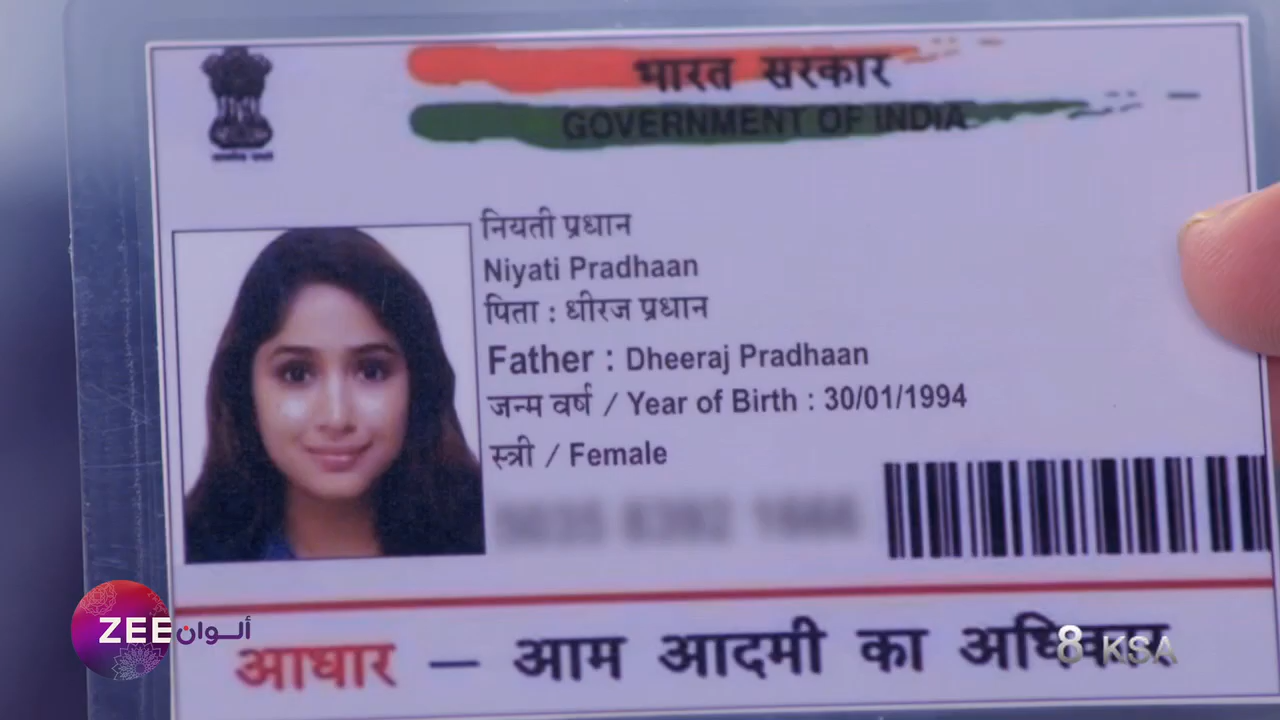 भारत सरकार
GOVERNMENT OF INDIA
नियती प्रधान
Niyati Pradhaan
पिता : धीरज प्रधान
Father : Dheeraj Pradhaan
जन्म वर्ष / Year of Birth : 30/01/1994
स्त्री / Female
आधार – आम आदमी का अधिकार
ZEE ألوان
8 KSA